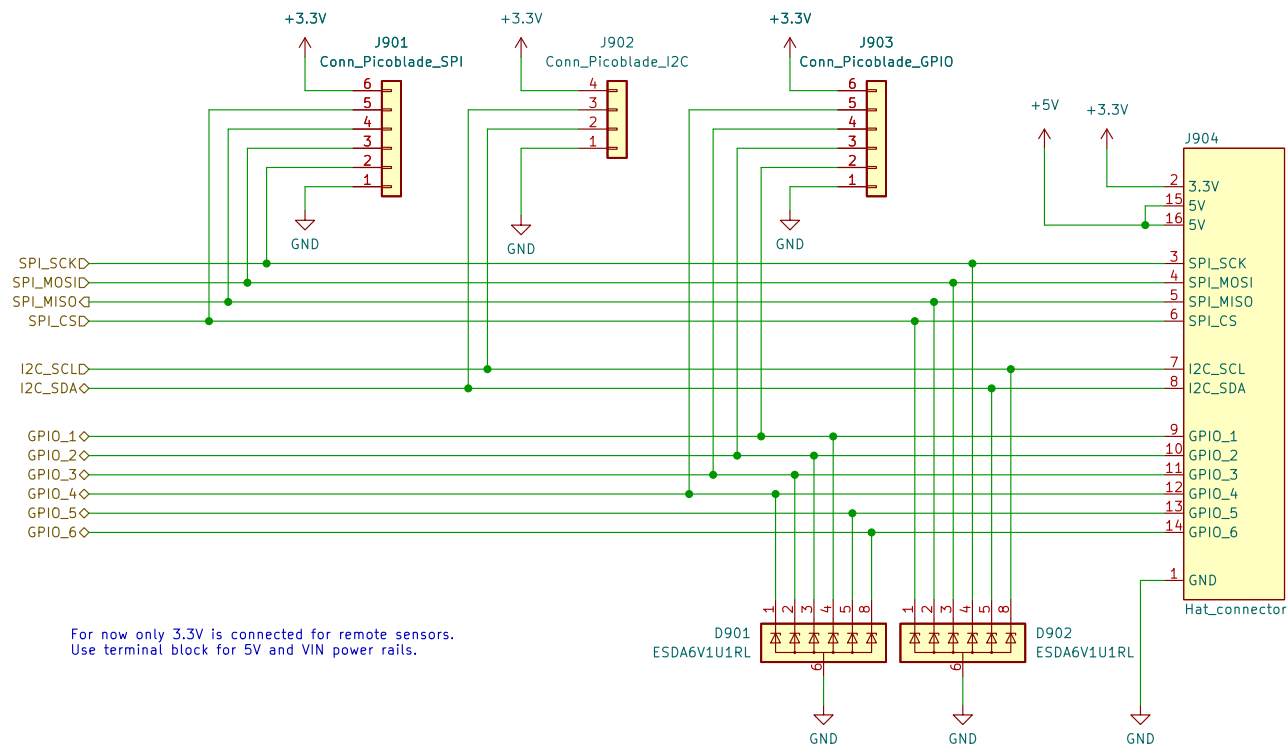 +3.3V
J901
Conn_Picoblade_SPI
6
5
4
3
2
1
GND
+3.3V
J902
Conn_Picoblade_I2C
4
3
2
1
GND
+3.3V
J903
Conn_Picoblade_GPIO
6
5
4
3
2
1
GND
+5V
+3.3V
J904
2 3.3V
15 5V
16 5V
SPI_SCK
3 SPI_SCK
SPI_MOSI
4 SPI_MOSI
SPI_MISO
5 SPI_MISO
SPI_CS
6 SPI_CS
I2C_SCL
7 I2C_SCL
I2C_SDA
8 I2C_SDA
GPIO_1
9 GPIO_1
GPIO_2
10 GPIO_2
GPIO_3
11 GPIO_3
GPIO_4
12 GPIO_4
GPIO_5
13 GPIO_5
GPIO_6
14 GPIO_6
1 GND
Hat_connector
For now only 3.3V is connected for remote sensors.
Use terminal block for 5V and VIN power rails.
D901
ESDA6V1U1RL
1 2 3 4 5 8
6
GND
1 2 3 4 5 8
6
D902
ESDA6V1U1RL
GND
GND